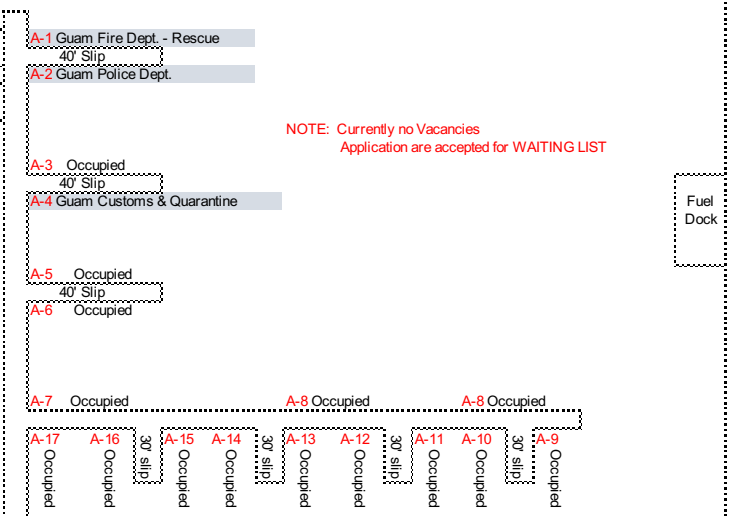 A-1 Guam Fire Dept. - Rescue
40' Slip
A-2 Guam Police Dept.
NOTE: Currently no Vacancies
Application are accepted for WAITING LIST
A-3 Occupied
40' Slip
A-4 Guam Customs & Quarantine
Fuel
Dock
A-5 Occupied
40' Slip
A-6 Occupied
A-7 Occupied
A-8 Occupied
A-8 Occupied
A-17
Occupied
A-16
Occupied
30' slip
A-15
Occupied
A-14
Occupied
30' slip
A-13
Occupied
A-12
Occupied
30' slip
A-11
Occupied
A-10
Occupied
30' slip
A-9
Occupied